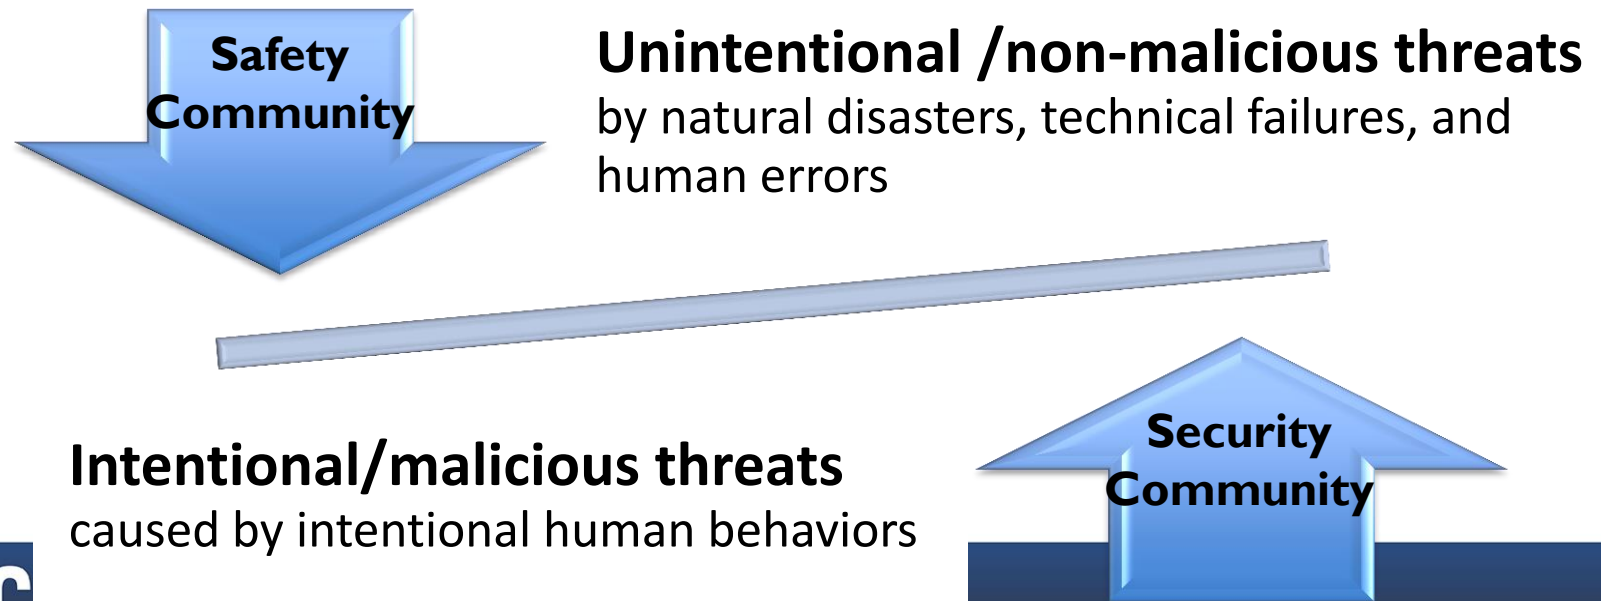 Safety
Community
Unintentional /non-malicious threats
by natural disasters, technical failures, and
human errors
Intentional/malicious threats
caused by intentional human behaviors
Security
Community